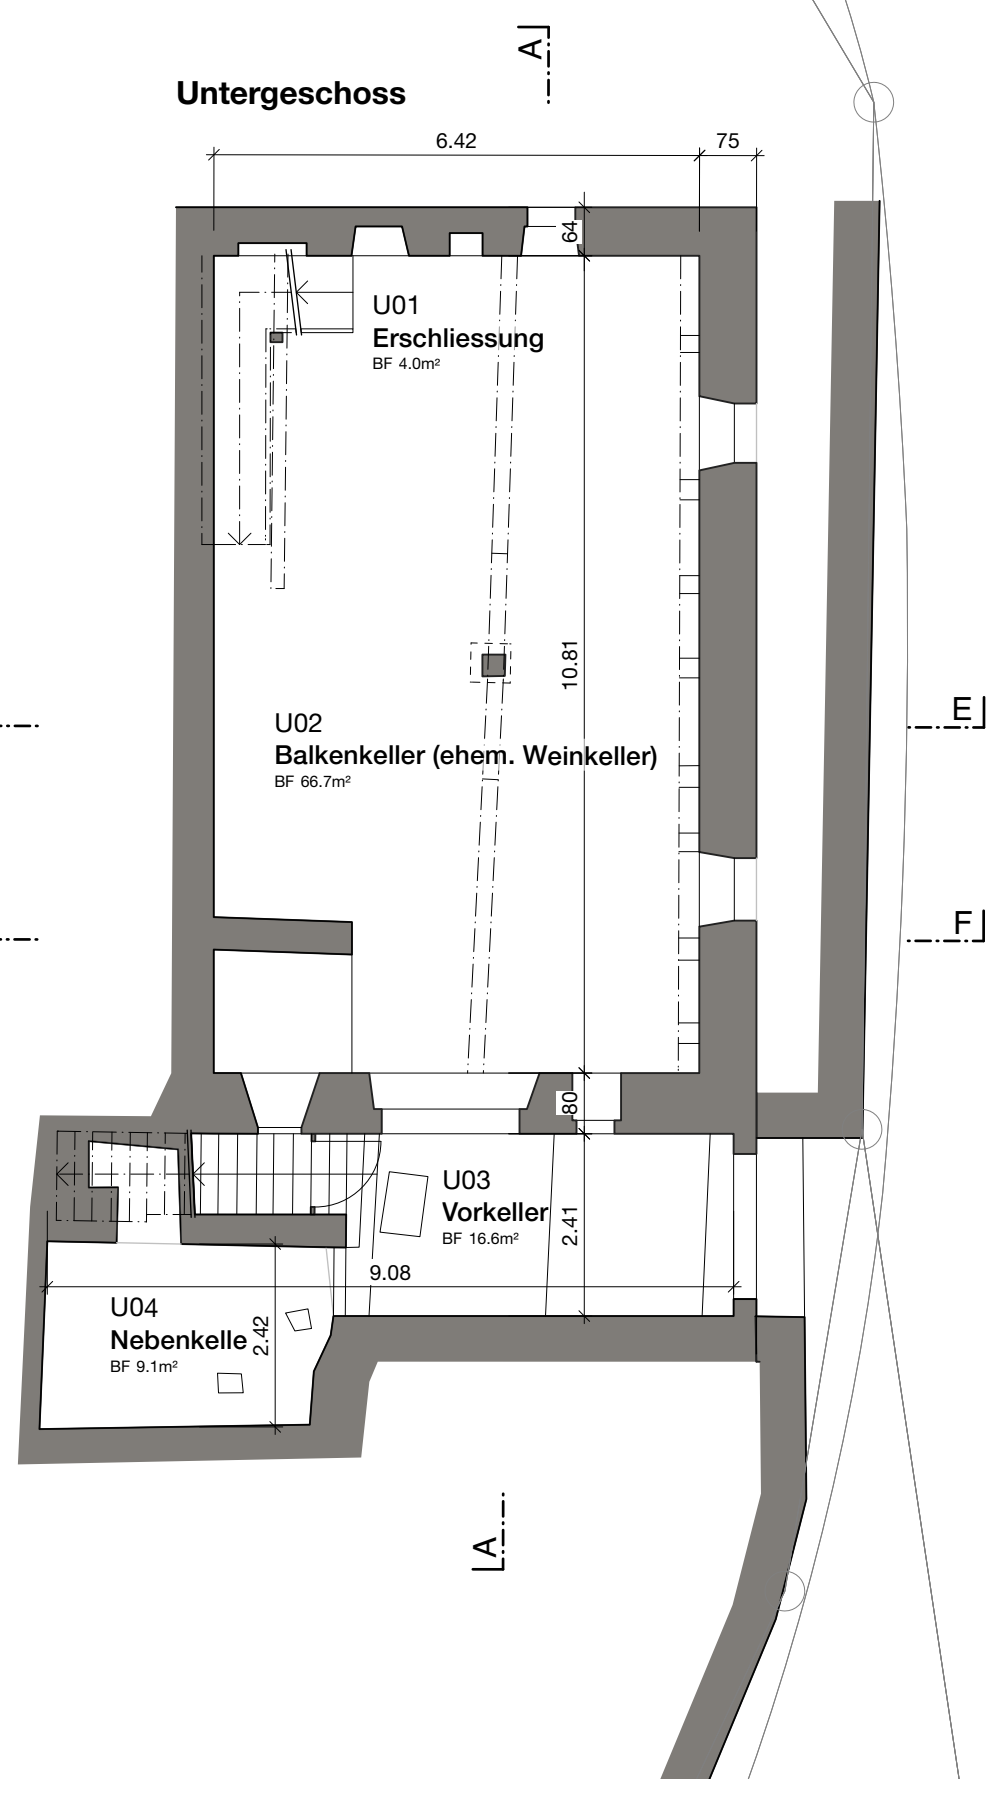 A
Untergeschoss
6.42
75
64
U01
Erschliessung
BF 4.0m²
10.81
E
U02
Balkenkeller (ehem. Weinkeller)
BF 66.7m²
F
80
U03
Vorkeller
BF 16.6m²
2.41
9.08
U04
Nebenkelle
BF 9.1m²
2.42
A